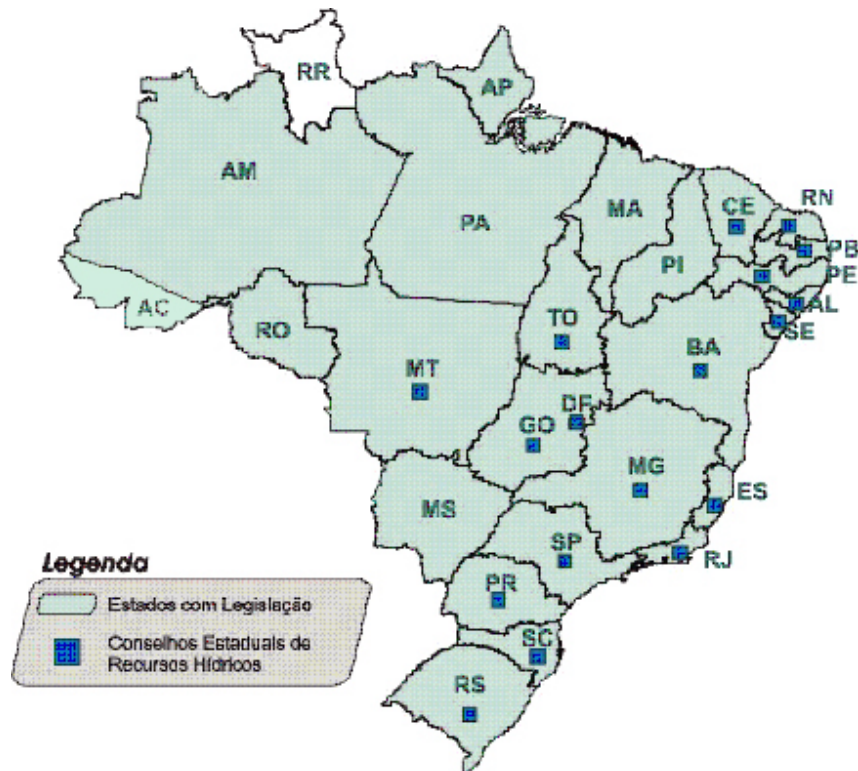 RR
AP
AM
PA
MA
CE
RN
PB
PI
PE
AC
AL
TO
SE
RO
BA
MT
DF
GO
MG
ES
MS
SP
RJ
PR
SC
RS
Legenda
Estados com Legislação
Conselhos Estaduais de
Recursos Hídricos